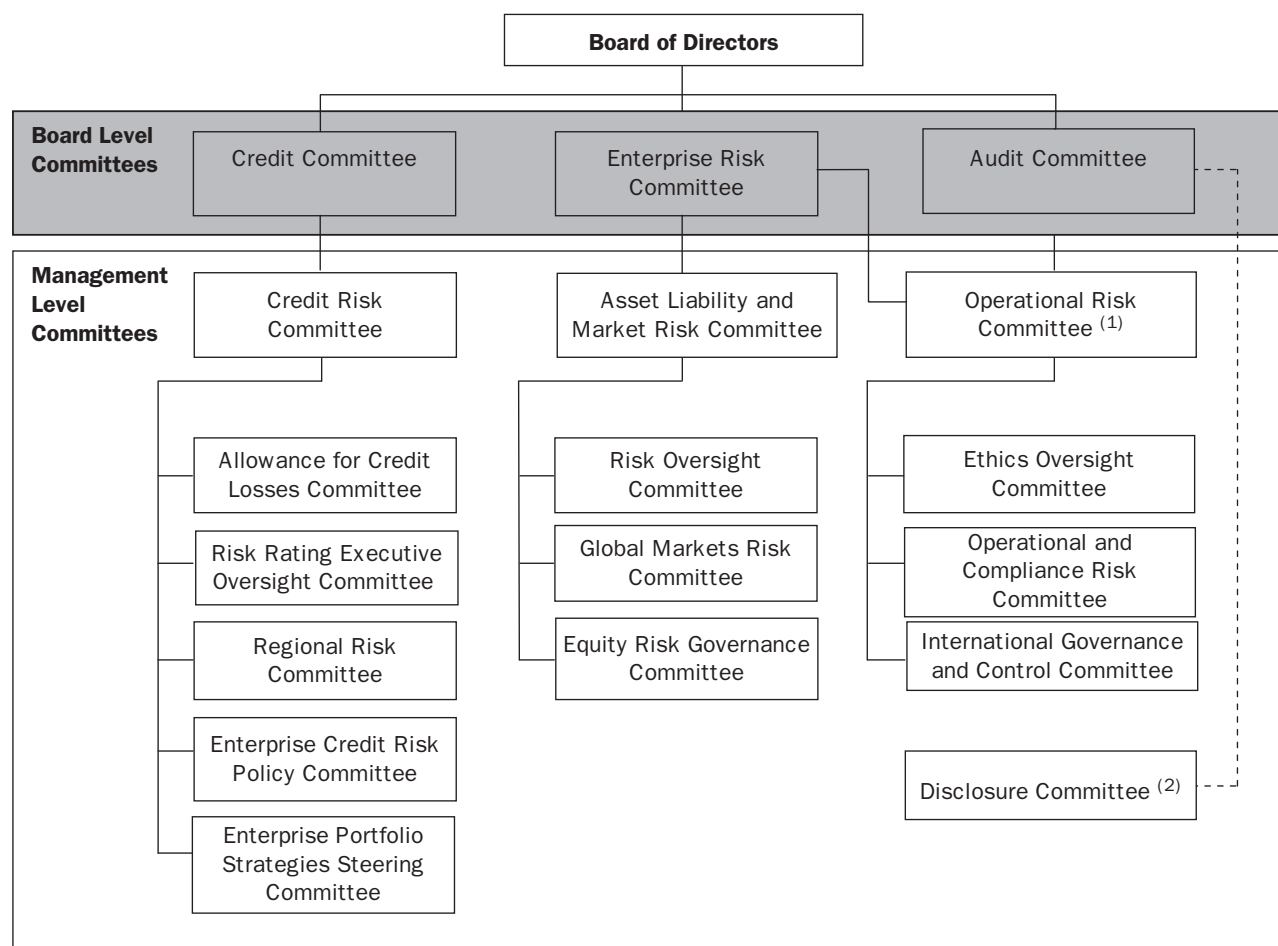 Board of Directors
Board Level
Committees
Credit Committee
Enterprise Risk
Committee
Audit Committee
Management
Level
Committees
Credit Risk
Committee
Asset Liability and
Market Risk Committee
Operational Risk
Committee (1)
Allowance for Credit
Losses Committee
Risk Oversight
Committee
Ethics Oversight
Committee
Risk Rating Executive
Oversight Committee
Global Markets Risk
Committee
Operational and
Compliance Risk
Committee
Regional Risk
Committee
Equity Risk Governance
Committee
International Governance
and Control Committee
Enterprise Credit Risk
Policy Committee
Disclosure Committee (2)
Enterprise Portfolio
Strategies Steering
Committee